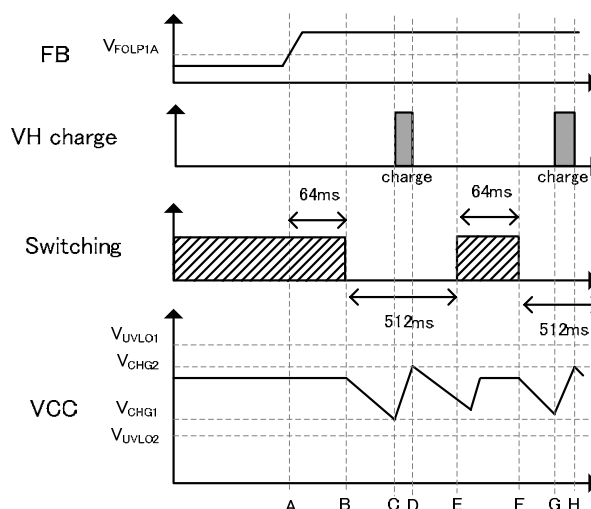 FB
VFOLP1A
VH charge
charge
charge
64ms
64ms
Switching
512ms
512ms
VUVLO1
VCHG2
VCC
VCHG1
VUVLO2
A B C D E F G H